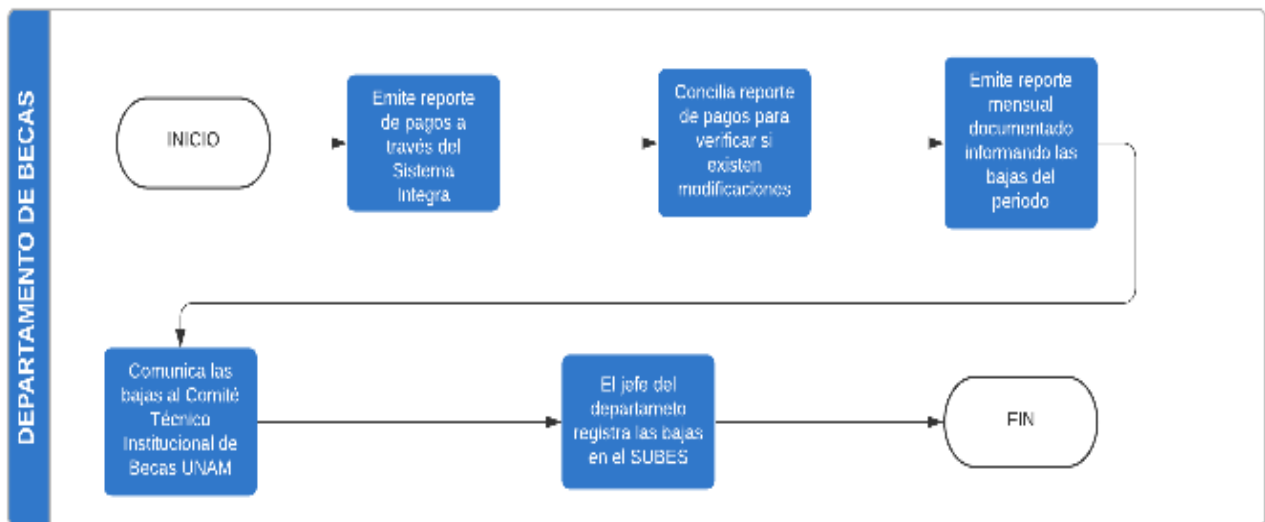 DEPARTAMENTO DE BECAS
INICIO
Emite reporte
de pagos a
través del
Sistema
Integra
Concilia reporte
de pagos para
verificar si
existen
modificaciones
Emite reporte
mensual
documentado
informando las
bajas del
periodo
Comunica las
bajas al Comité
Técnico
Institucional de
Becas UNAM
El jefe del
departameto
registra las bajas
en el SUBES
FIN